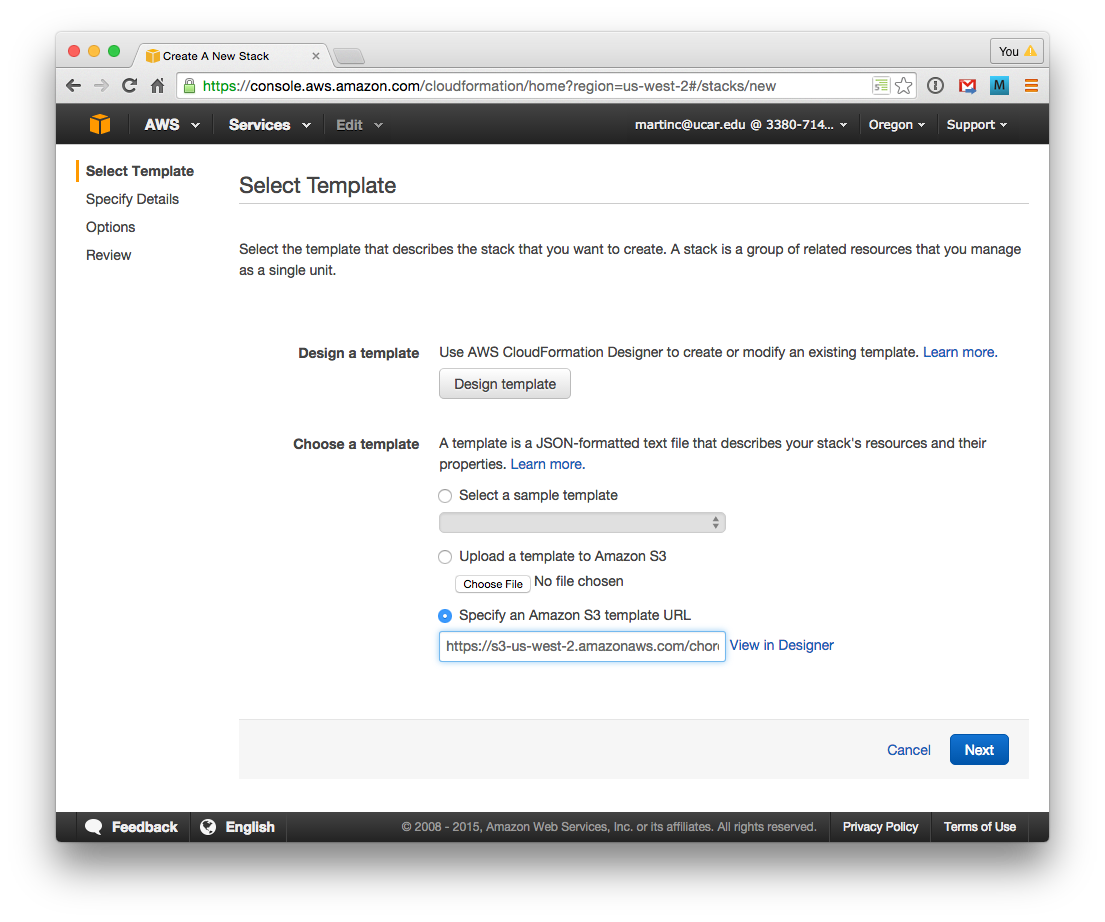 Create A New Stack
You
https://console.aws.amazon.com/cloudformation/home?region=us-west-2#/stacks/new
M
AWS Services Edit martinc@ucar.edu @ 3380-714... Oregon Support
Select Template
Specify Details
Options
Review
Select Template
Select the template that describes the stack that you want to create. A stack is a group of related resources that you manage
as a single unit.
Design a template Use AWS CloudFormation Designer to create or modify an existing template. Learn more.
Design template
Choose a template A template is a JSON-formatted text file that describes your stack's resources and their
properties. Learn more.
Select a sample template
Upload a template to Amazon S3
Choose File No file chosen
Specify an Amazon S3 template URL
https://s3-us-west-2.amazonaws.com/chor View in Designer
Cancel Next
Feedback English © 2008 - 2015, Amazon Web Services, Inc. or its affiliates. All rights reserved. Privacy Policy Terms of Use